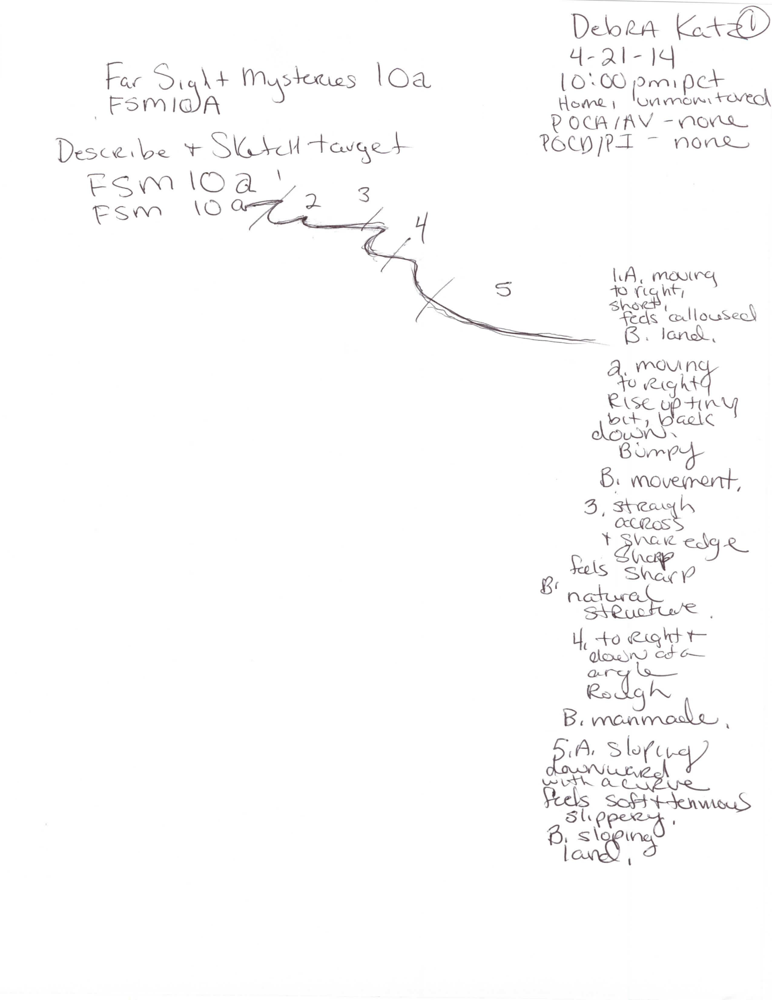 Debra Katz 1
4-21-14
10:00 pm, pct
Home, unmonitored
POCA/AV - none
POCD/PI - none
Far Sight Mysteries 10a
FSM10A
Describe + Sketch target
FSM 10a
FSM 10a
1
2
3
4
5
1.A. moving
to right,
short,
feels calloused
B. land.
2. moving
to right
Rise up tiny
bit, back
down.
Bumpy
B. movement.
3. straigh
across
+ shar edge
sharp
feels sharp
B. natural
structure.
4. to right +
down at a
angle
Rough
B. manmade.
5.A. sloping
downward
with a curve
feels soft + tenuous
slippery.
B. sloping
land.